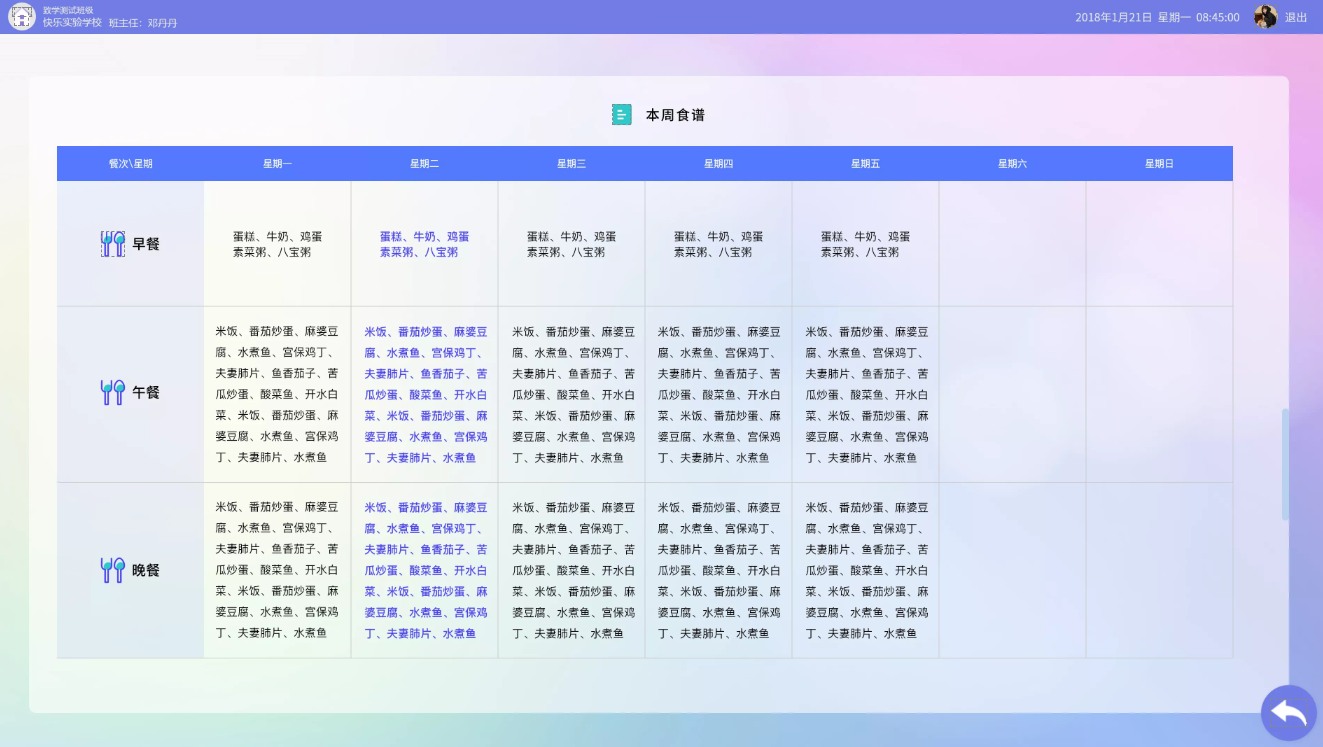 致学测试班级
快乐实验学校 班主任：邓丹丹
2018年1月21日 星期一 08:45:00 退出
本周食谱
餐次\星期 星期一 星期二 星期三 星期四 星期五 星期六 星期日
早餐
蛋糕、牛奶、鸡蛋
素菜粥、八宝粥
蛋糕、牛奶、鸡蛋
素菜粥、八宝粥
蛋糕、牛奶、鸡蛋
素菜粥、八宝粥
蛋糕、牛奶、鸡蛋
素菜粥、八宝粥
蛋糕、牛奶、鸡蛋
素菜粥、八宝粥
午餐
米饭、番茄炒蛋、麻婆豆
腐、水煮鱼、宫保鸡丁、
夫妻肺片、鱼香茄子、苦
瓜炒蛋、酸菜鱼、开水白
菜、米饭、番茄炒蛋、麻
婆豆腐、水煮鱼、宫保鸡
丁、夫妻肺片、水煮鱼
米饭、番茄炒蛋、麻婆豆
腐、水煮鱼、宫保鸡丁、
夫妻肺片、鱼香茄子、苦
瓜炒蛋、酸菜鱼、开水白
菜、米饭、番茄炒蛋、麻
婆豆腐、水煮鱼、宫保鸡
丁、夫妻肺片、水煮鱼
米饭、番茄炒蛋、麻婆豆
腐、水煮鱼、宫保鸡丁、
夫妻肺片、鱼香茄子、苦
瓜炒蛋、酸菜鱼、开水白
菜、米饭、番茄炒蛋、麻
婆豆腐、水煮鱼、宫保鸡
丁、夫妻肺片、水煮鱼
米饭、番茄炒蛋、麻婆豆
腐、水煮鱼、宫保鸡丁、
夫妻肺片、鱼香茄子、苦
瓜炒蛋、酸菜鱼、开水白
菜、米饭、番茄炒蛋、麻
婆豆腐、水煮鱼、宫保鸡
丁、夫妻肺片、水煮鱼
米饭、番茄炒蛋、麻婆豆
腐、水煮鱼、宫保鸡丁、
夫妻肺片、鱼香茄子、苦
瓜炒蛋、酸菜鱼、开水白
菜、米饭、番茄炒蛋、麻
婆豆腐、水煮鱼、宫保鸡
丁、夫妻肺片、水煮鱼
晚餐
米饭、番茄炒蛋、麻婆豆
腐、水煮鱼、宫保鸡丁、
夫妻肺片、鱼香茄子、苦
瓜炒蛋、酸菜鱼、开水白
菜、米饭、番茄炒蛋、麻
婆豆腐、水煮鱼、宫保鸡
丁、夫妻肺片、水煮鱼
米饭、番茄炒蛋、麻婆豆
腐、水煮鱼、宫保鸡丁、
夫妻肺片、鱼香茄子、苦
瓜炒蛋、酸菜鱼、开水白
菜、米饭、番茄炒蛋、麻
婆豆腐、水煮鱼、宫保鸡
丁、夫妻肺片、水煮鱼
米饭、番茄炒蛋、麻婆豆
腐、水煮鱼、宫保鸡丁、
夫妻肺片、鱼香茄子、苦
瓜炒蛋、酸菜鱼、开水白
菜、米饭、番茄炒蛋、麻
婆豆腐、水煮鱼、宫保鸡
丁、夫妻肺片、水煮鱼
米饭、番茄炒蛋、麻婆豆
腐、水煮鱼、宫保鸡丁、
夫妻肺片、鱼香茄子、苦
瓜炒蛋、酸菜鱼、开水白
菜、米饭、番茄炒蛋、麻
婆豆腐、水煮鱼、宫保鸡
丁、夫妻肺片、水煮鱼
米饭、番茄炒蛋、麻婆豆
腐、水煮鱼、宫保鸡丁、
夫妻肺片、鱼香茄子、苦
瓜炒蛋、酸菜鱼、开水白
菜、米饭、番茄炒蛋、麻
婆豆腐、水煮鱼、宫保鸡
丁、夫妻肺片、水煮鱼